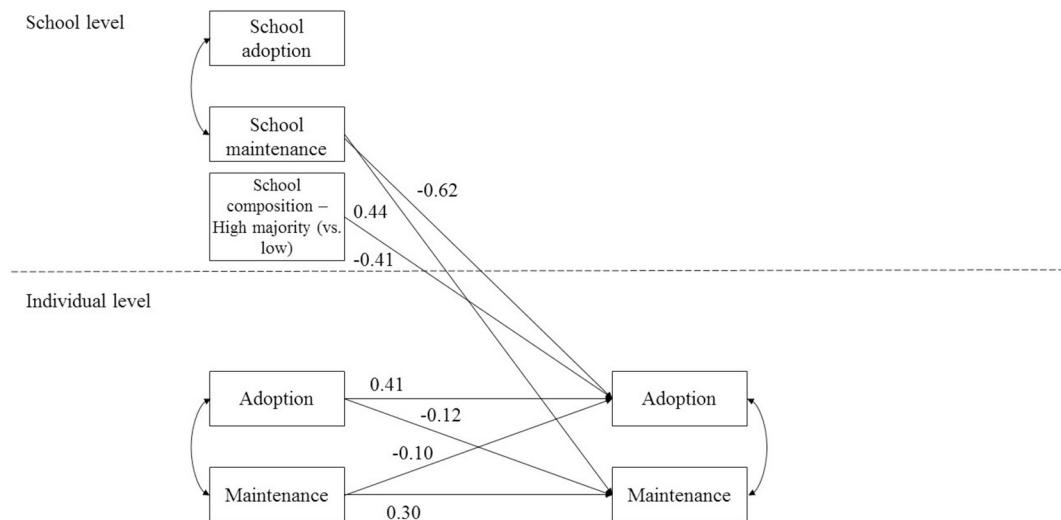 School level
School
adoption
School
maintenance
-0.62
School
composition –
High majority (vs.
low)
0.44
-0.41
Individual level
Adoption
0.41
Adoption
-0.12
-0.10
Maintenance
0.30
Maintenance